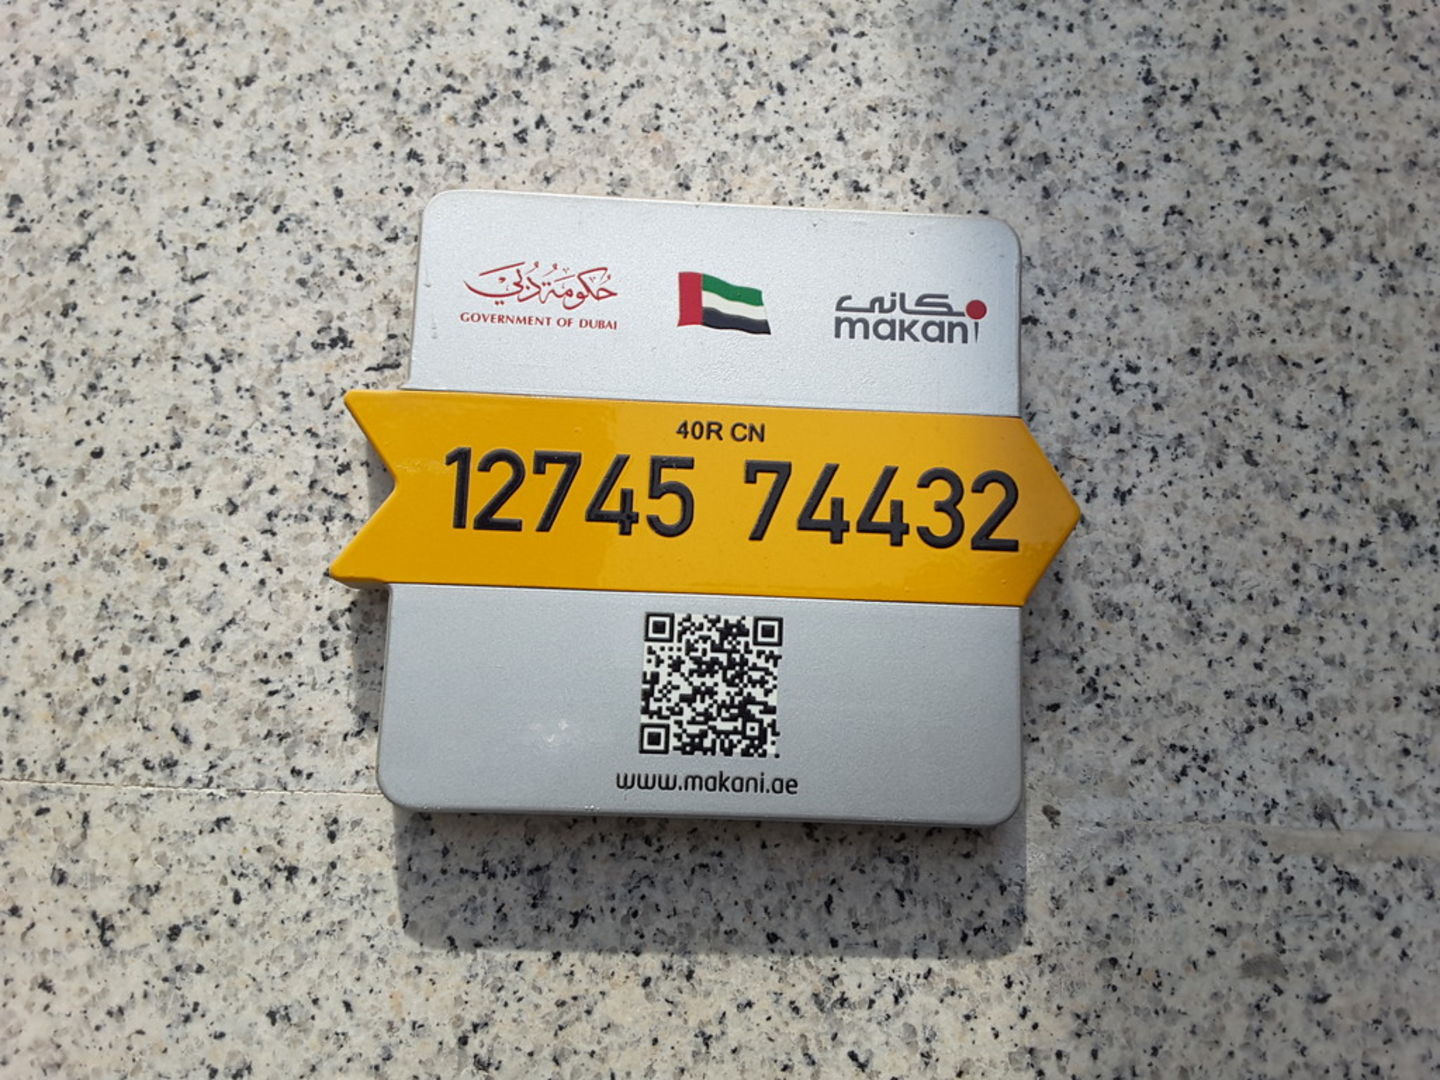 حكومة دبي
GOVERNMENT OF DUBAI
مكاني
makani
40R CN
12745 74432
www.makani.ae